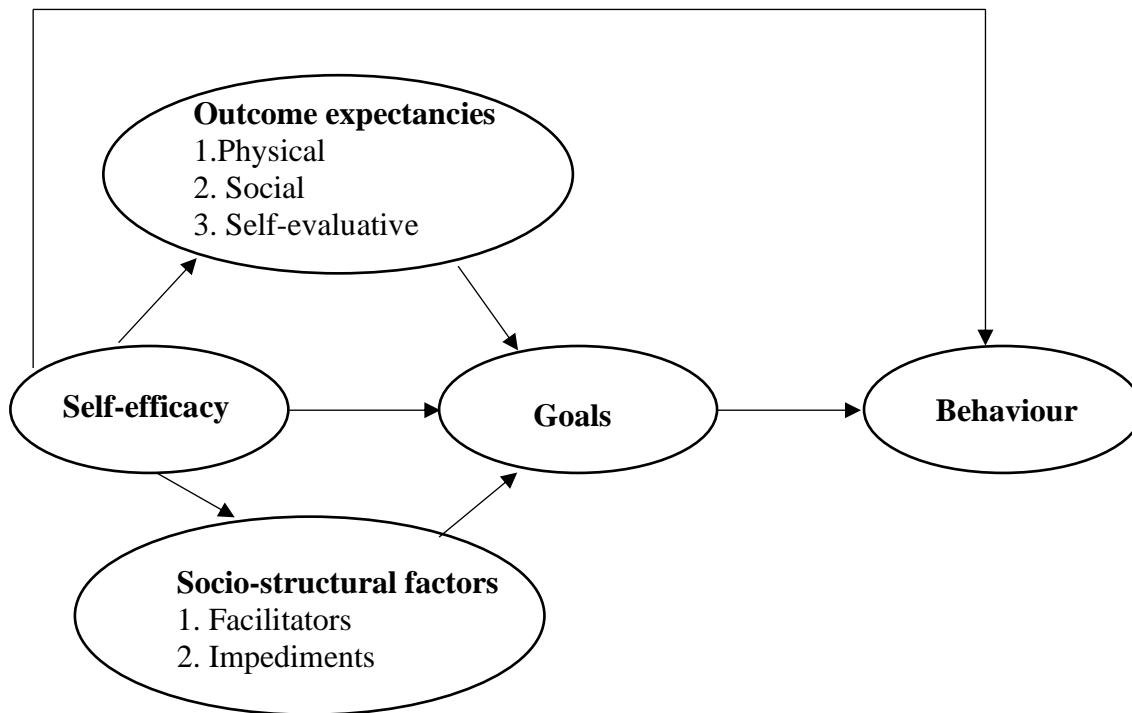 Outcome expectancies
1.Physical
2. Social
3. Self-evaluative
Self-efficacy
Goals
Behaviour
Socio-structural factors
1. Facilitators
2. Impediments